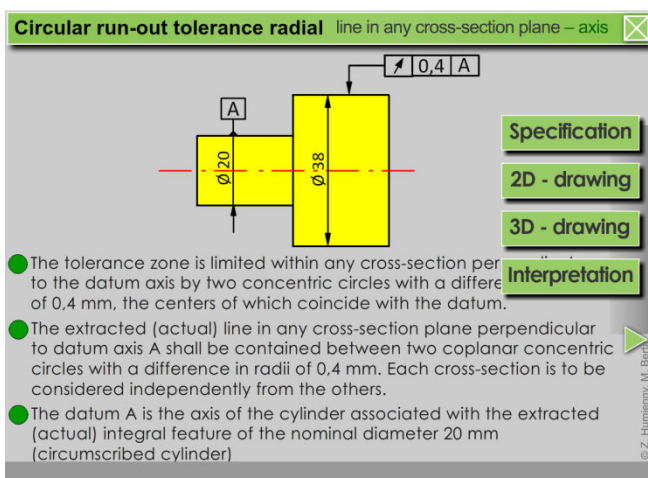 Circular run-out tolerance radial line in any cross-section plane – axis
0,4 A
A
Ø 20
Ø 38
Specification
2D - drawing
3D - drawing
Interpretation
The tolerance zone is limited within any cross-section
to the datum axis by two concentric circles with a
of 0,4 mm, the centers of which coincide with the datum.
The extracted (actual) line in any cross-section plane perpendicular
to datum axis A shall be contained between two coplanar concentric
circles with a difference in radii of 0,4 mm. Each cross-section is to be
considered independently from the others.
The datum A is the axis of the cylinder associated with the extracted
(actual) integral feature of the nominal diameter 20 mm
(circumscribed cylinder)
© Z. Humienny, M.